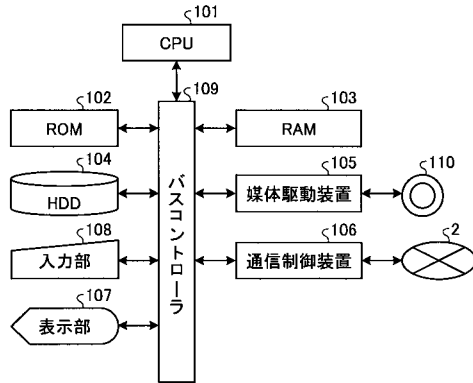 101
CPU
109
102
ROM
103
RAM
104
HDD
105
媒体駆動装置
110
108
入力部
106
通信制御装置
2
107
表示部
バスコントローラ